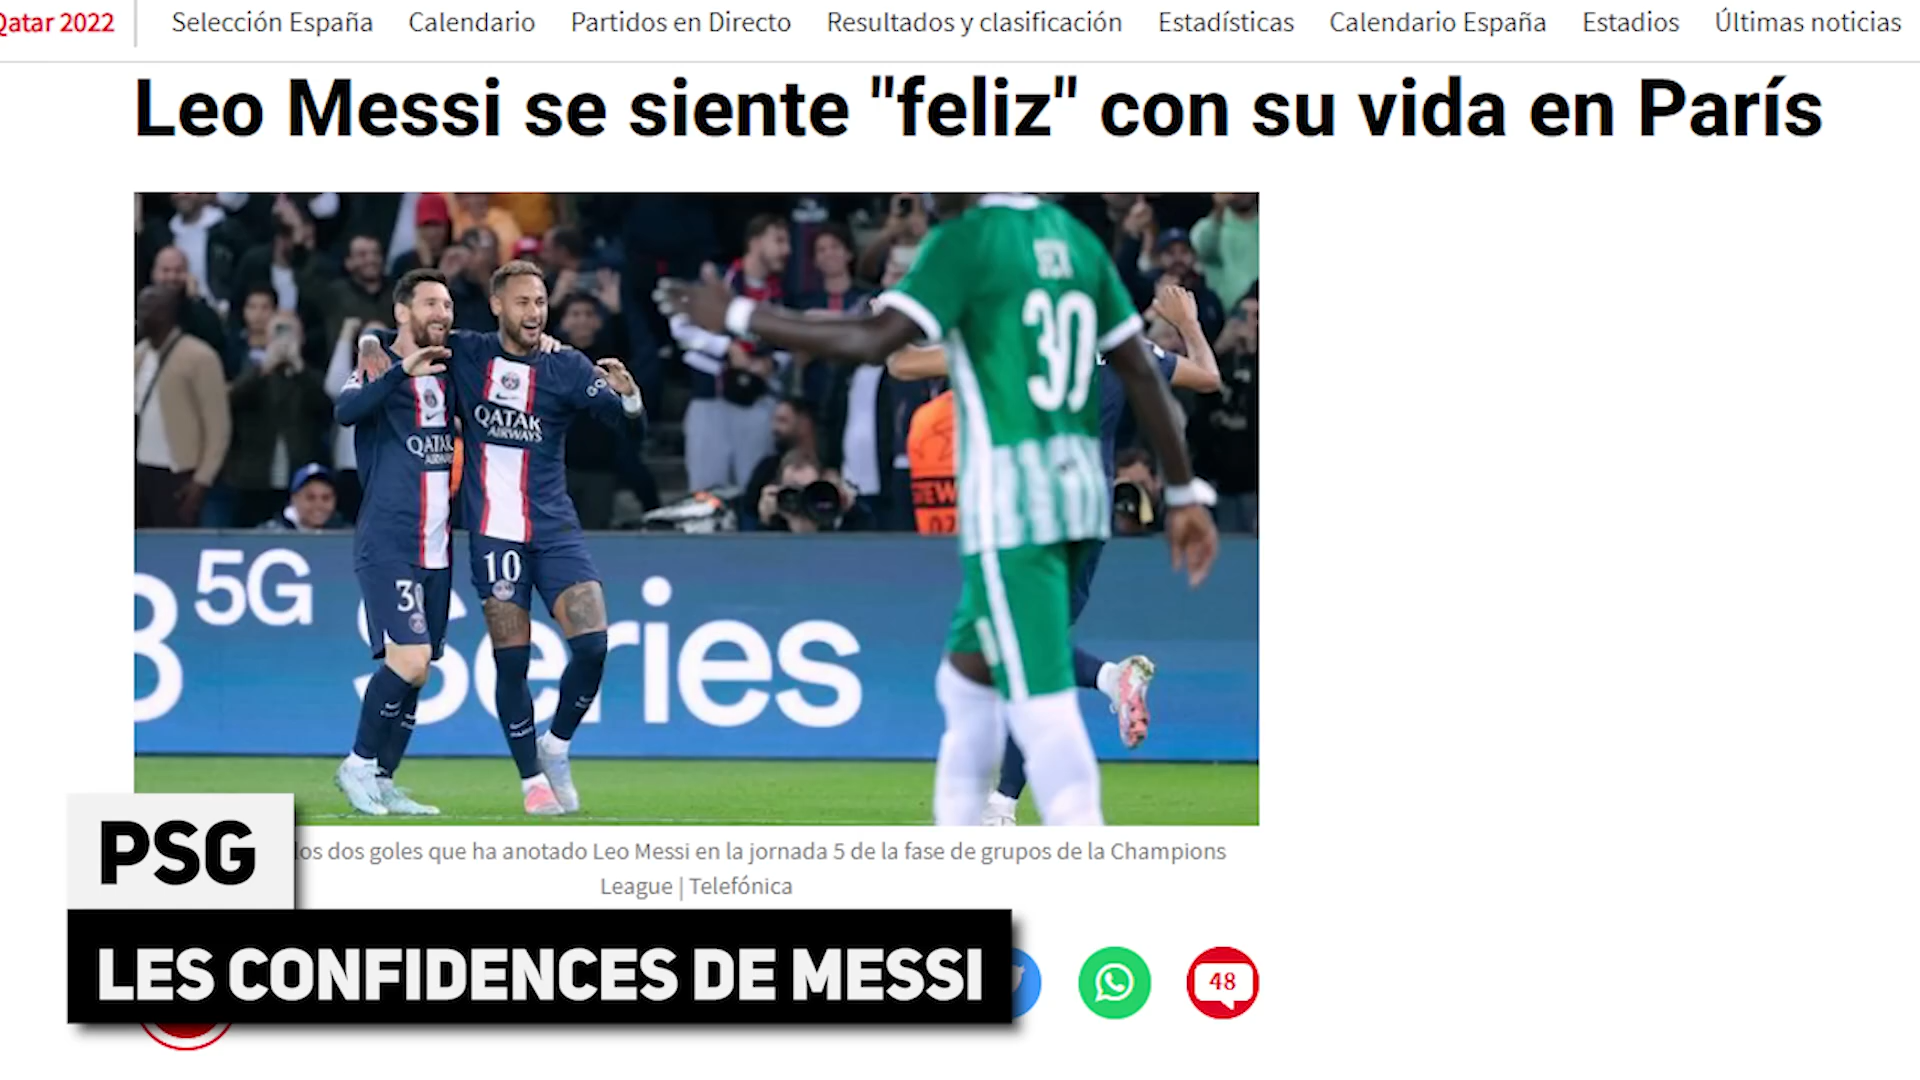 Qatar 2022
Selección España
Calendario
Partidos en Directo
Resultados y clasificación
Estadísticas
Calendario España
Estadios
Últimas noticias
Leo Messi se siente "feliz" con su vida en París
30
QATAR
AIRWAYS
QATAR
AIRWAYS
10
5G
Series
los dos goles que ha anotado Leo Messi en la jornada 5 de la fase de grupos de la Champions
League | Telefónica
PSG
LES CONFIDENCES DE MESSI
48